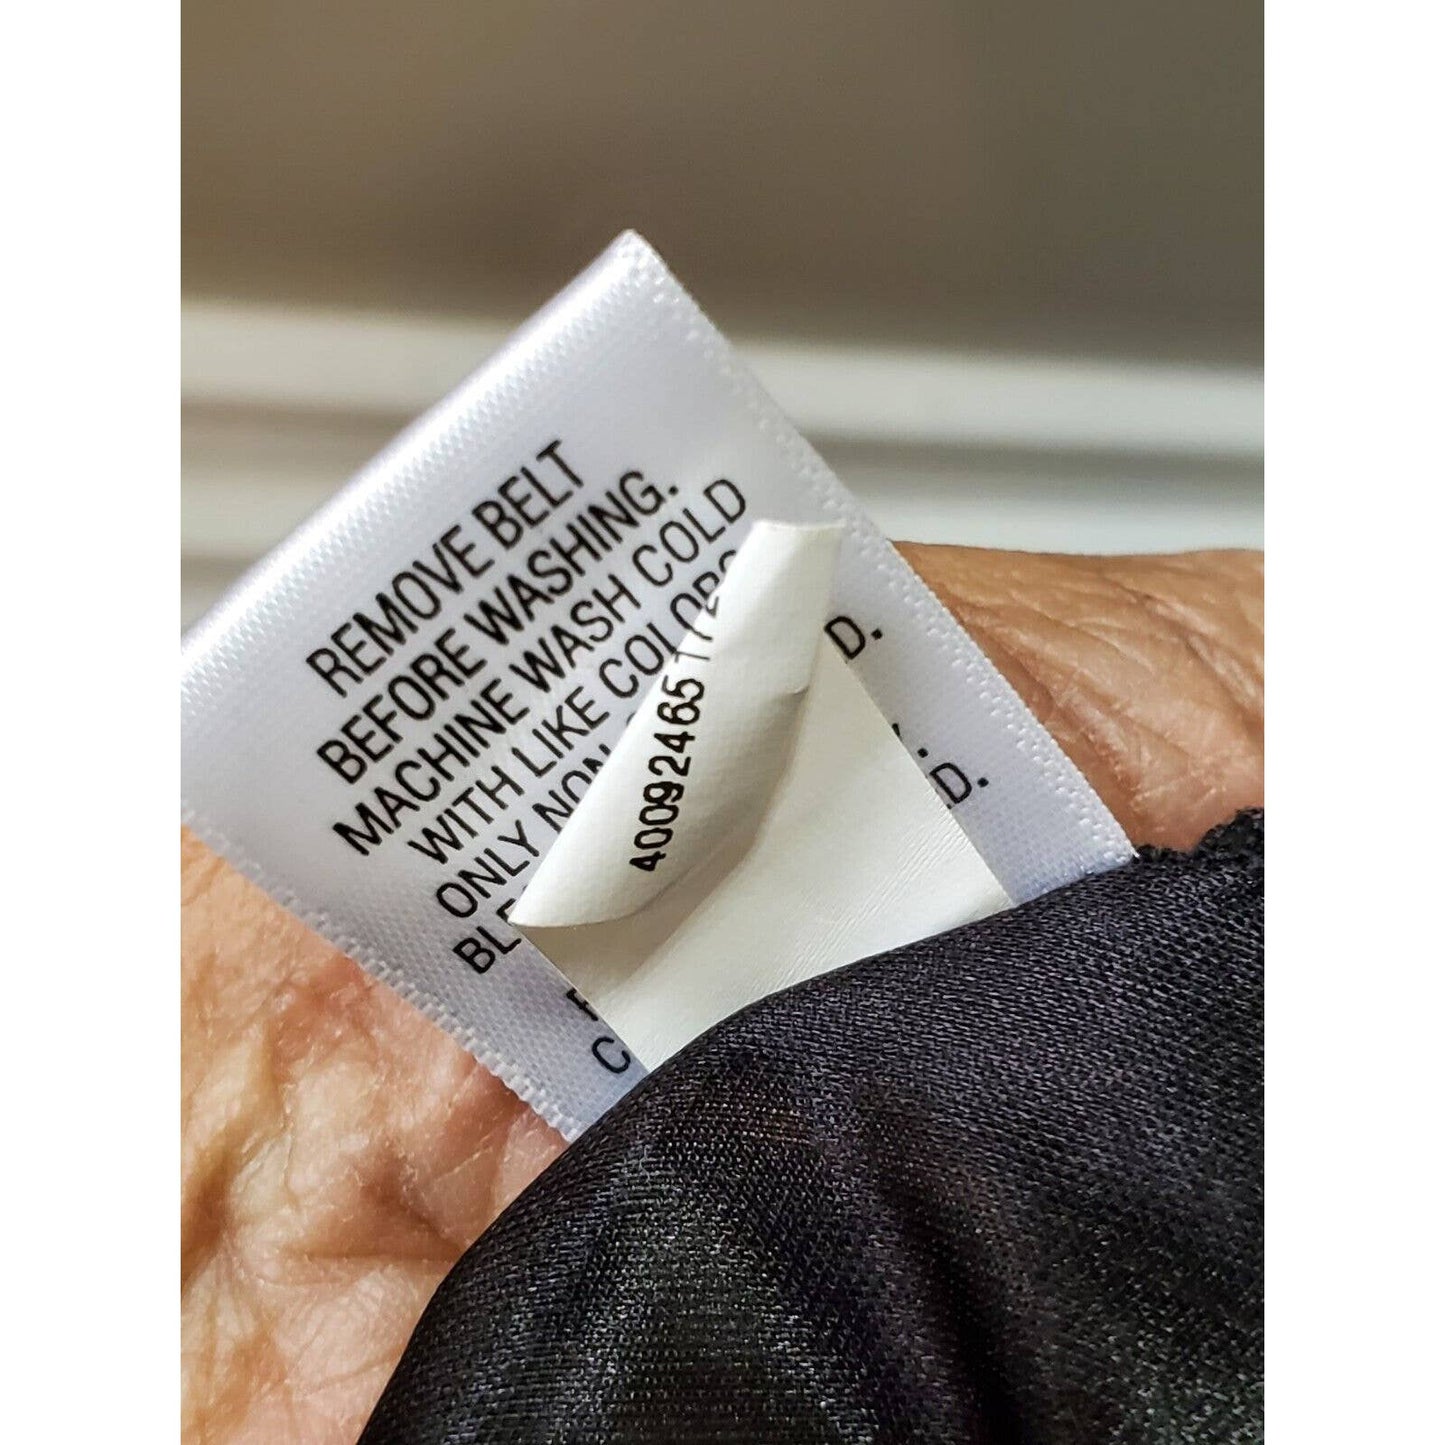 REMOVE BELT
BEFORE WASHING.
MACHINE WASH COLD
WITH LIKE COLORS
ONLY NON
D.
D.
C
400924651